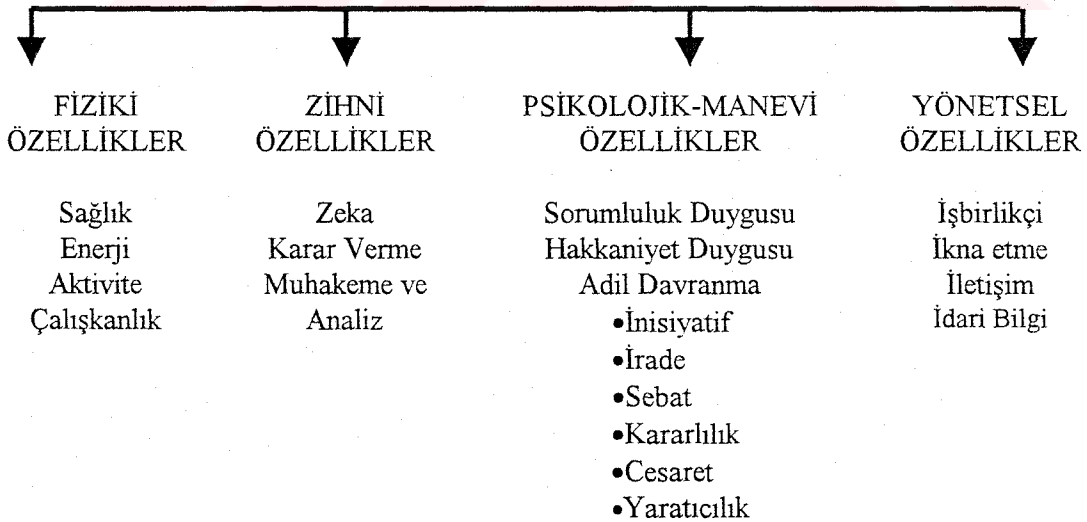 FİZİKİ
ÖZELLİKLER
Sağlık
Enerji
Aktivite
Çalışkanlık
ZİHNİ
ÖZELLİKLER
Zeka
Karar Verme
Muhakeme ve
Analiz
PSİKOLOJİK-MANEVİ
ÖZELLİKLER
Sorumluluk Duygusu
Hakkaniyet Duygusu
Adil Davranma
•İnisiyatif
•İrade
•Sebat
•Kararlılık
•Cesaret
•Yaratıcılık
YÖNETSEL
ÖZELLİKLER
İşbirlikçi
İkna etme
İletişim
İdari Bilgi